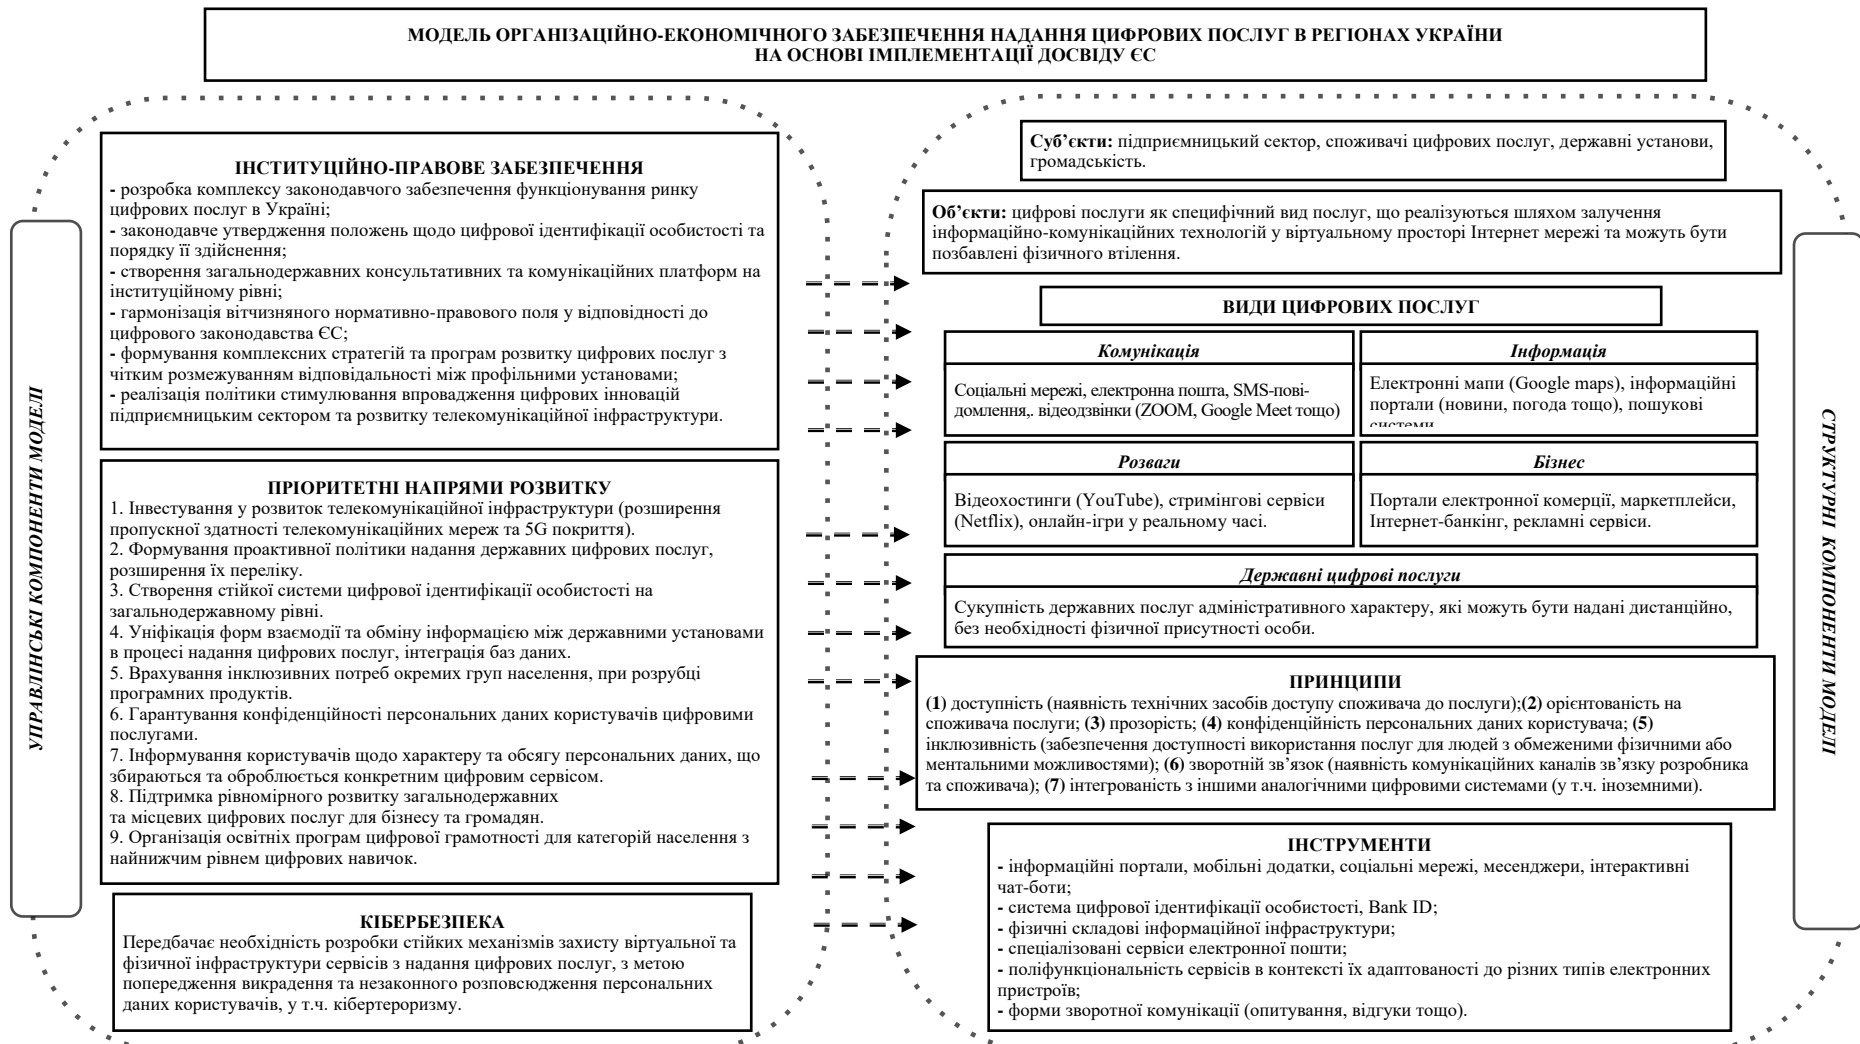 МОДЕЛЬ ОРГАНІЗАЦІЙНО-ЕКОНОМІЧНОГО ЗАБЕЗПЕЧЕННЯ НАДАННЯ ЦИФРОВИХ ПОСЛУГ В РЕГІОНАХ УКРАЇНИ
НА ОСНОВІ ІМПЛЕМЕНТАЦІЇ ДОСВІДУ ЄС
УПРАВЛІНСЬКІ КОМПОНЕНТИ МОДЕЛІ
ІНСТИТУЦІЙНО-ПРАВОВЕ ЗАБЕЗПЕЧЕННЯ
- розробка комплексу законодавчого забезпечення функціонування ринку
цифрових послуг в Україні;
- законодавче утвердження положень щодо цифрової ідентифікації особистості та
порядку її здійснення;
- створення загальнодержавних консультативних та комунікаційних платформ на
інституційному рівні;
- гармонізація вітчизняного нормативно-правового поля у відповідності до
цифрового законодавства ЄС;
- формування комплексних стратегій та програм розвитку цифрових послуг з
чітким розмежуванням відповідальності між профільними установами;
- реалізація політики стимулювання впровадження цифрових інновацій
підприємницьким сектором та розвитку телекомунікаційної інфраструктури.
ПРІОРИТЕТНІ НАПРЯМИ РОЗВИТКУ
1. Інвестування у розвиток телекомунікаційної інфраструктури (розширення
пропускної здатності телекомунікаційних мереж та 5G покриття).
2. Формування проактивної політики надання державних цифрових послуг,
розширення їх переліку.
3. Створення стійкої системи цифрової ідентифікації особистості на
загальнодержавному рівні.
4. Уніфікація форм взаємодії та обміну інформацією між державними установами
в процесі надання цифрових послуг, інтеграція баз даних.
5. Врахування інклюзивних потреб окремих груп населення, при розрубці
програмних продуктів.
6. Гарантування конфіденційності персональних даних користувачів цифровими
послугами.
7. Інформування користувачів щодо характеру та обсягу персональних даних, що
збираються та оброблюється конкретним цифровим сервісом.
8. Підтримка рівномірного розвитку загальнодержавних
та місцевих цифрових послуг для бізнесу та громадян.
9. Організація освітніх програм цифрової грамотності для категорій населення з
найнижчим рівнем цифрових навичок.
КІБЕРБЕЗПЕКА
Передбачає необхідність розробки стійких механізмів захисту віртуальної та
фізичної інфраструктури сервісів з надання цифрових послуг, з метою
попередження викрадення та незаконного розповсюдження персональних
даних користувачів, у т.ч. кібертероризму.
Суб’єкти: підприємницький сектор, споживачі цифрових послуг, державні установи,
громадськість.
Об’єкти: цифрові послуги як специфічний вид послуг, що реалізуються шляхом залучення
інформаційно-комунікаційних технологій у віртуальному просторі Інтернет мережі та можуть бути
позбавлені фізичного втілення.
ВИДИ ЦИФРОВИХ ПОСЛУГ
Комунікація
Соціальні мережі, електронна пошта, SMS-пові-
домлення,. відеодзвінки (ZOOM, Google Meet тощо)
Інформація
Електронні мапи (Google maps), інформаційні
портали (новини, погода тощо), пошукові
системи
Розваги
Відеохостинги (YouTube), стримінгові сервіси
(Netflix), онлайн-ігри у реальному часі.
Бізнес
Портали електронної комерції, маркетплейси,
Інтернет-банкінг, рекламні сервіси.
Державні цифрові послуги
Сукупність державних послуг адміністративного характеру, які можуть бути надані дистанційно,
без необхідності фізичної присутності особи.
ПРИНЦИПИ
(1) доступність (наявність технічних засобів доступу споживача до послуги);(2) орієнтованість на
споживача послуги; (3) прозорість; (4) конфіденційність персональних даних користувача; (5)
інклюзивність (забезпечення доступності використання послуг для людей з обмеженими фізичними або
ментальними можливостями); (6) зворотній зв’язок (наявність комунікаційних каналів зв’язку розробника
та споживача); (7) інтегрованість з іншими аналогічними цифровими системами (у т.ч. іноземними).
ІНСТРУМЕНТИ
- інформаційні портали, мобільні додатки, соціальні мережі, месенджери, інтерактивні
чат-боти;
- система цифрової ідентифікації особистості, Bank ID;
- фізичні складові інформаційної інфраструктури;
- спеціалізовані сервіси електронної пошти;
- поліфункціональність сервісів в контексті їх адаптованості до різних типів електронних
пристроїв;
- форми зворотної комунікації (опитування, відгуки тощо).
СТРУКТУРНІ КОМПОНЕНТИ МОДЕЛІ